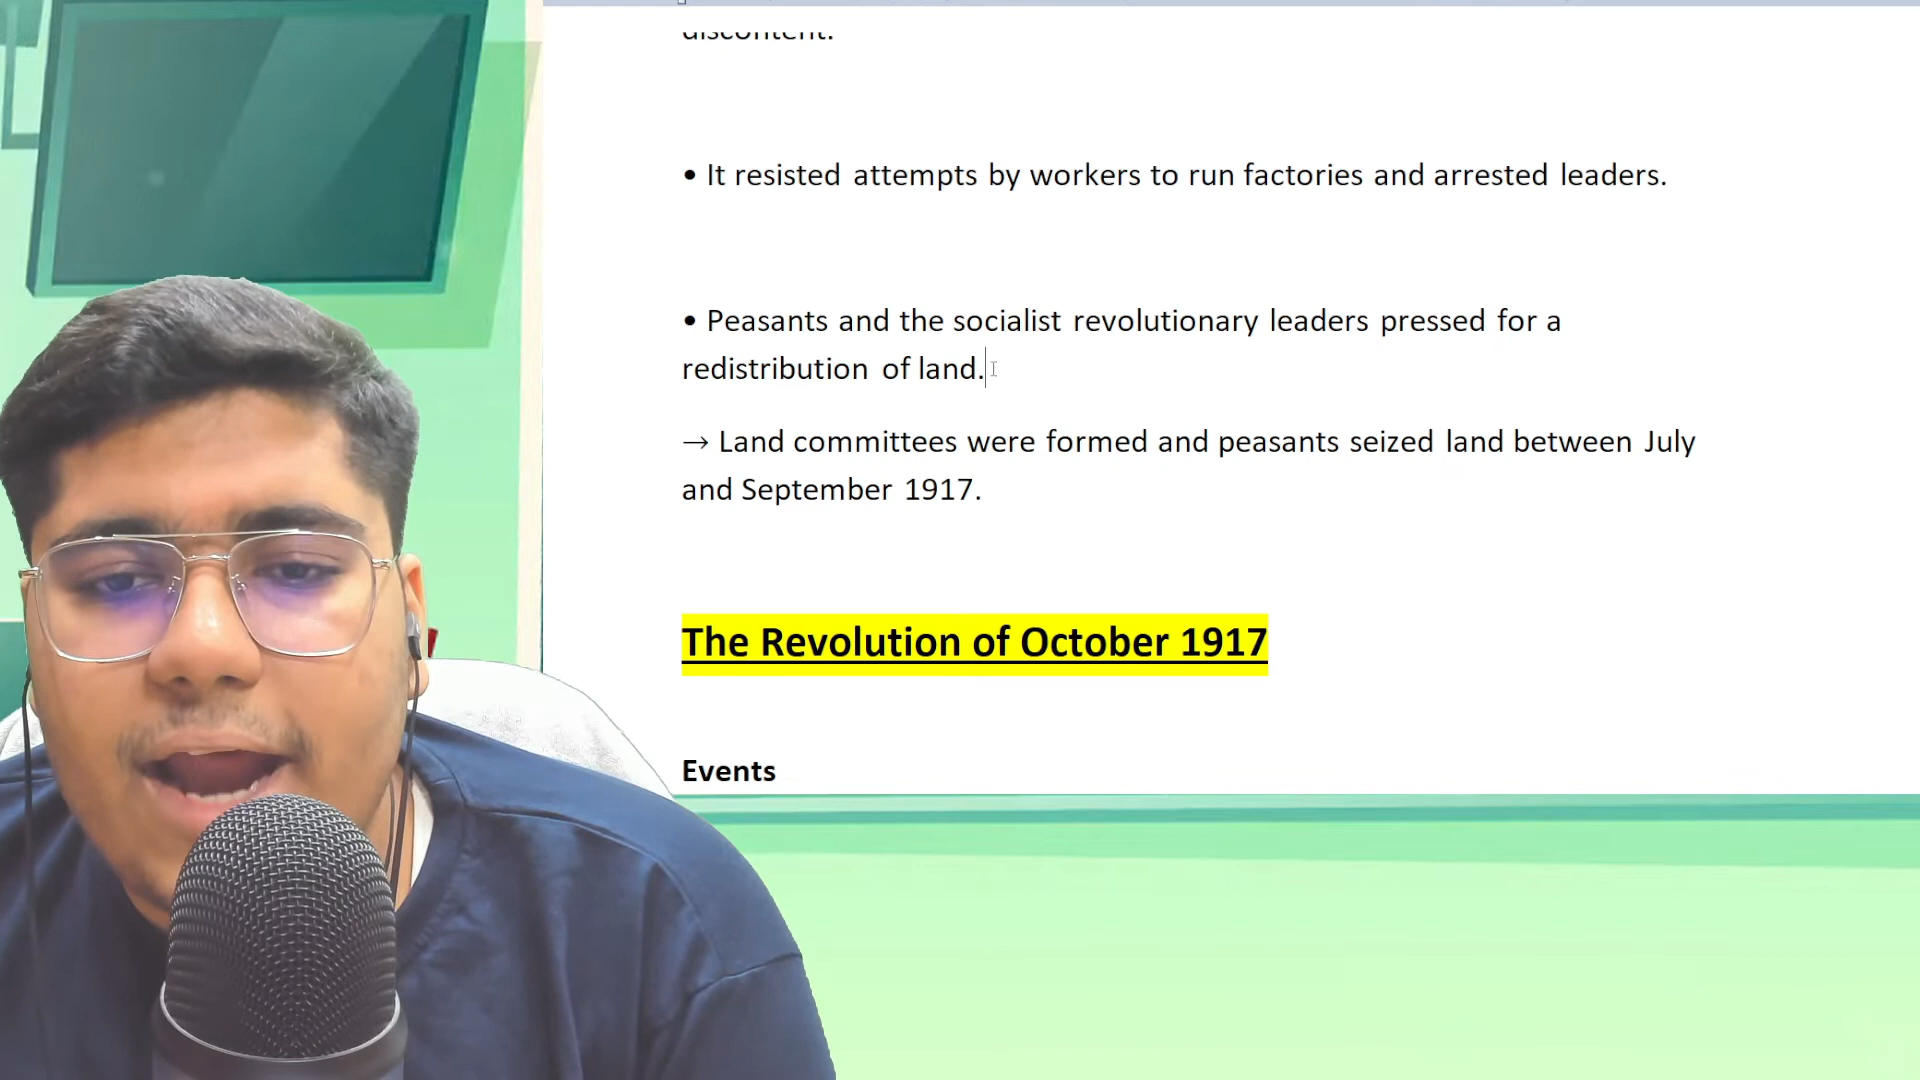 discontent.
• It resisted attempts by workers to run factories and arrested leaders.
• Peasants and the socialist revolutionary leaders pressed for a
redistribution of land.
→ Land committees were formed and peasants seized land between July
and September 1917.
The Revolution of October 1917
Events